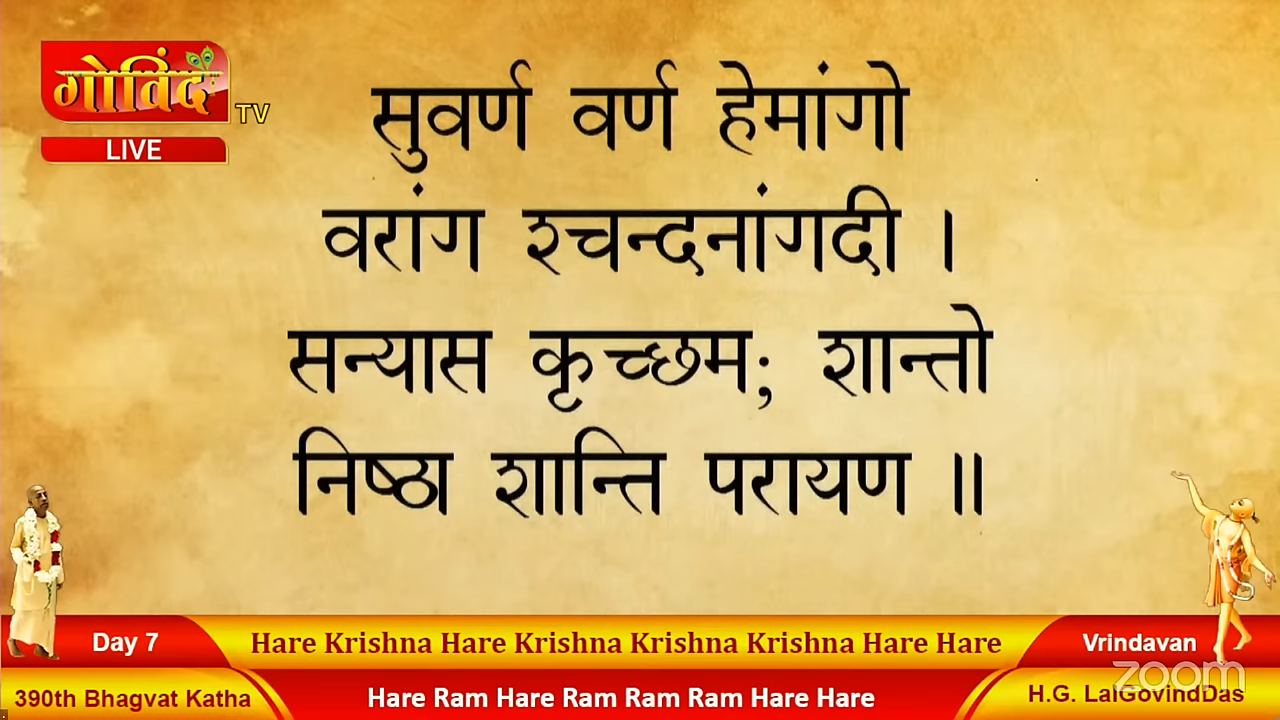 गोविंद
TV
LIVE
सुवर्ण वर्ण हेमांगो
वरांग श्चन्दनांगदी ।
सन्यास कृच्छम; शान्तो
निष्ठा शान्ति परायण ॥
Day 7
Hare Krishna Hare Krishna Krishna Krishna Hare Hare
Vrindavan
zoom
390th Bhagvat Katha
Hare Ram Hare Ram Ram Ram Hare Hare
H.G. LalGovindDas